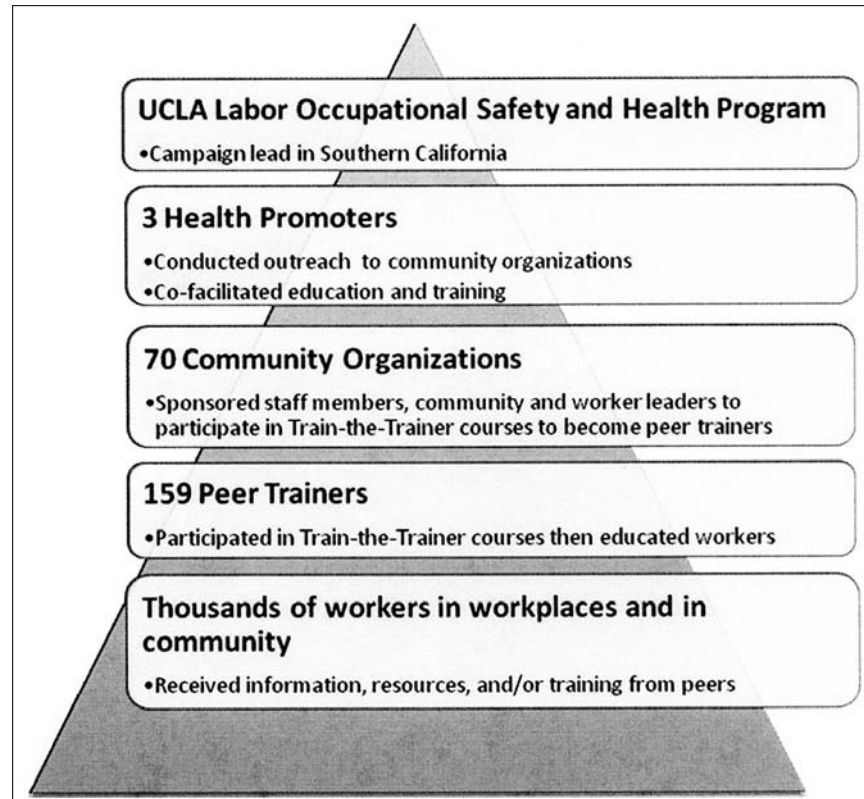 UCLA Labor Occupational Safety and Health Program
•Campaign lead in Southern California
3 Health Promoters
•Conducted outreach to community organizations
•Co-facilitated education and training
70 Community Organizations
•Sponsored staff members, community and worker leaders to
participate in Train-the-Trainer courses to become peer trainers
159 Peer Trainers
•Participated in Train-the-Trainer courses then educated workers
Thousands of workers in workplaces and in
community
•Received information, resources, and/or training from peers